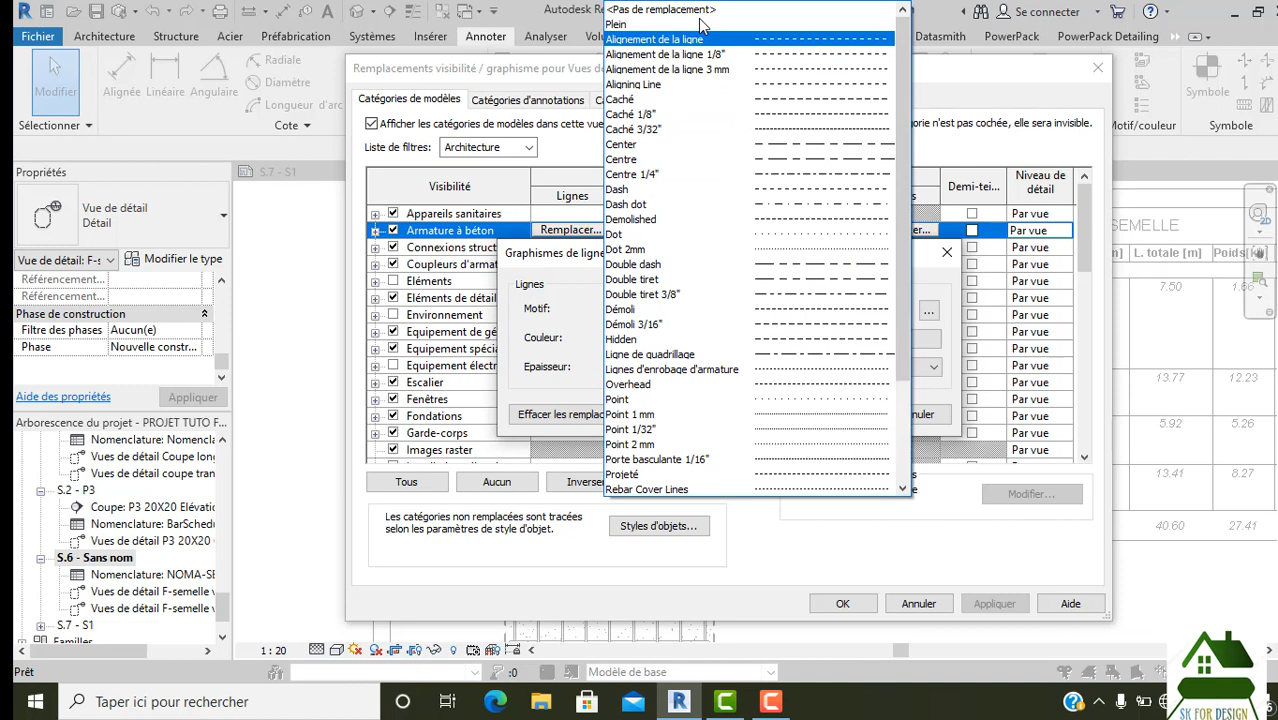 <Pas de remplacement>
Autodesk Re
Se connecter
Fichier
Architecture
Structure
Acier
Annoter
Analyser
Datasmith
PowerPack
PowerPack Detailing
Modifier
Alignée
Linéaire
Angulaire
Radiale
Diamètre
Longueur d'arc
Sélectionner
Cote
Symbole
Motif/couleur
Symbole
Remplacements visibilité / graphisme pour Vues de
Catégories de modèles
Catégories d'annotations
Afficher les catégories de modèles dans cette vue
égorie n'est pas cochée, elle sera invisible.
Liste de filtres:
Architecture
Visibilité
Lignes
Demi-tei...
Niveau de
détail
Appareils sanitaires
Par vue
Armature à béton
Remplacer...
Par vue
Connexions struct
Par vue
Coupleurs d'arma
Par vue
Eléments
Par vue
Eléments de détail
Par vue
Environnement
Par vue
Equipement de gé
Par vue
Equipement spécia
Par vue
Equipement électr
Par vue
Escalier
Par vue
Fenêtres
Par vue
Fondations
Par vue
Garde-corps
Par vue
Images raster
Par vue
Plein
Alignement de la ligne
Alignement de la ligne 1/8"
Alignement de la ligne 3 mm
Aligning Line
Caché
Caché 1/8"
Caché 3/32"
Center
Centre
Centre 1/4"
Dash
Dash dot
Demolished
Dot
Dot 2mm
Double dash
Double tiret
Double tiret 3/8"
Démoli
Démoli 3/16"
Hidden
Ligne de quadrillage
Lignes d'enrobage d'armature
Overhead
Point
Point 1 mm
Point 1/32"
Point 2 mm
Porte basculante 1/16"
Projeté
Rebar Cover Lines
Graphismes de ligne
Lignes
Motif:
Couleur:
Epaisseur:
Effacer les remplac
nuler
Tous
Aucun
Inverser
Modifier...
Les catégories non remplacées sont tracées
selon les paramètres de style d'objet.
Styles d'objets...
OK
Annuler
Appliquer
Aide
S.7 - S1
Propriétés
Vue de détail
Détail
Vue de détail: F-s
Modifier le type
Référencement...
Référencement...
Phase de construction
Filtre des phases
Aucun(e)
Phase
Nouvelle constr...
Aide des propriétés
Appliquer
Arborescence du projet - PROJET TUTO F...
Nomenclature: Nomenclatur
Vues de détail Coupe long
Vues de détail coupe trans
S.2 - P3
Coupe: P3 20X20 Elévation
Nomenclature: BarSchedul
Vues de détail P3 20X20 C
S.6 - Sans nom
Nomenclature: NOMA-SE
Vues de détail F-semelle v
Vues de détail F-semelle v
S.7 - S1
Familles
SEMELLE
L. totale [m]
Poids[k
7.50
1.66
13.77
12.23
5.92
5.26
13.41
8.27
40.60
27.41
1 : 20
Prêt
:0
Modèle de base
Taper ici pour rechercher
SK FOR DESIGN